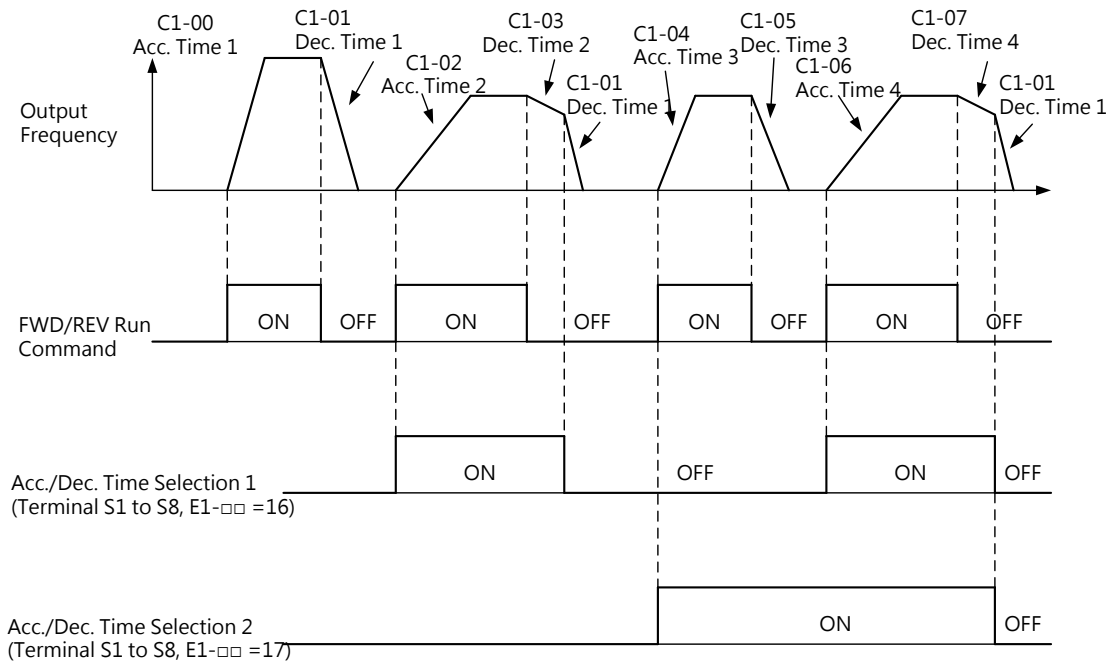 C1-00
Acc. Time 1
C1-01
Dec. Time 1
C1-02
Acc. Time 2
C1-03
Dec. Time 2
C1-01
Dec. Time 1
C1-04
Acc. Time 3
C1-05
Dec. Time 3
C1-06
Acc. Time 4
C1-07
Dec. Time 4
C1-01
Dec. Time 1
Output
Frequency
FWD/REV Run
Command
ON OFF ON OFF ON OFF ON OFF
Acc./Dec. Time Selection 1
(Terminal S1 to S8, E1-□□ =16)
ON OFF ON OFF
Acc./Dec. Time Selection 2
(Terminal S1 to S8, E1-□□ =17)
ON OFF